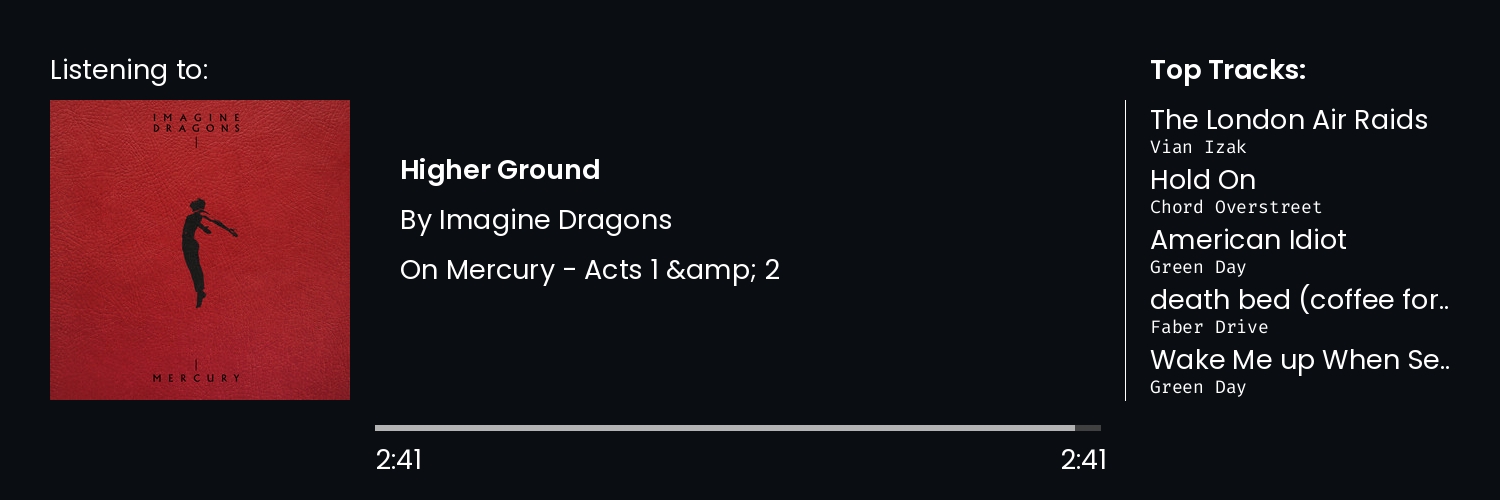 Listening to:
IMAGINE
DRAGONS
MERCURY
Higher Ground
By Imagine Dragons
On Mercury - Acts 1 &amp; 2
2:41
2:41
Top Tracks:
The London Air Raids
Vian Izak
Hold On
Chord Overstreet
American Idiot
Green Day
death bed (coffee for..
Faber Drive
Wake Me up When Se..
Green Day